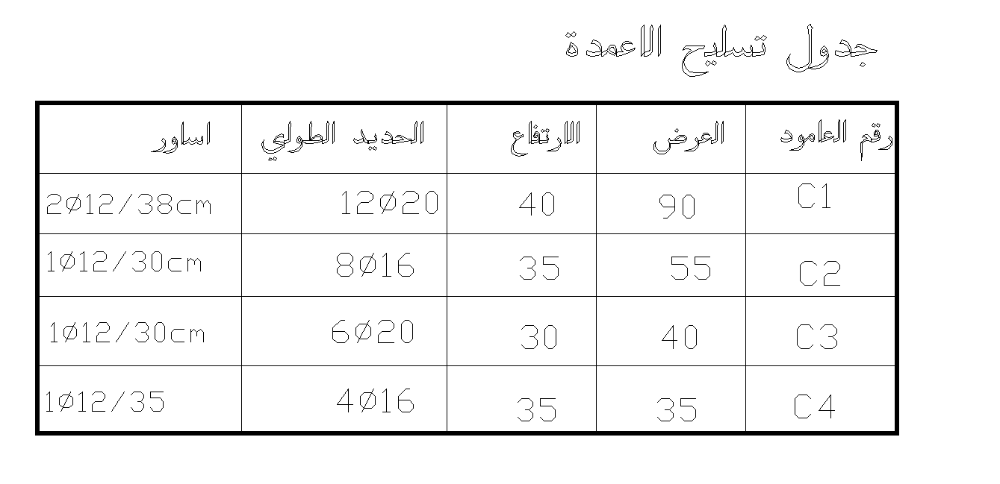 جدول تسليح الاعمدة
رقم العامود العرض الارتفاع الحديد الطولي اساور
C1 90 40 12Ø20 2Ø12/38cm
C2 55 35 8Ø16 1Ø12/30cm
C3 40 30 6Ø20 1Ø12/30cm
C4 35 35 4Ø16 1Ø12/35